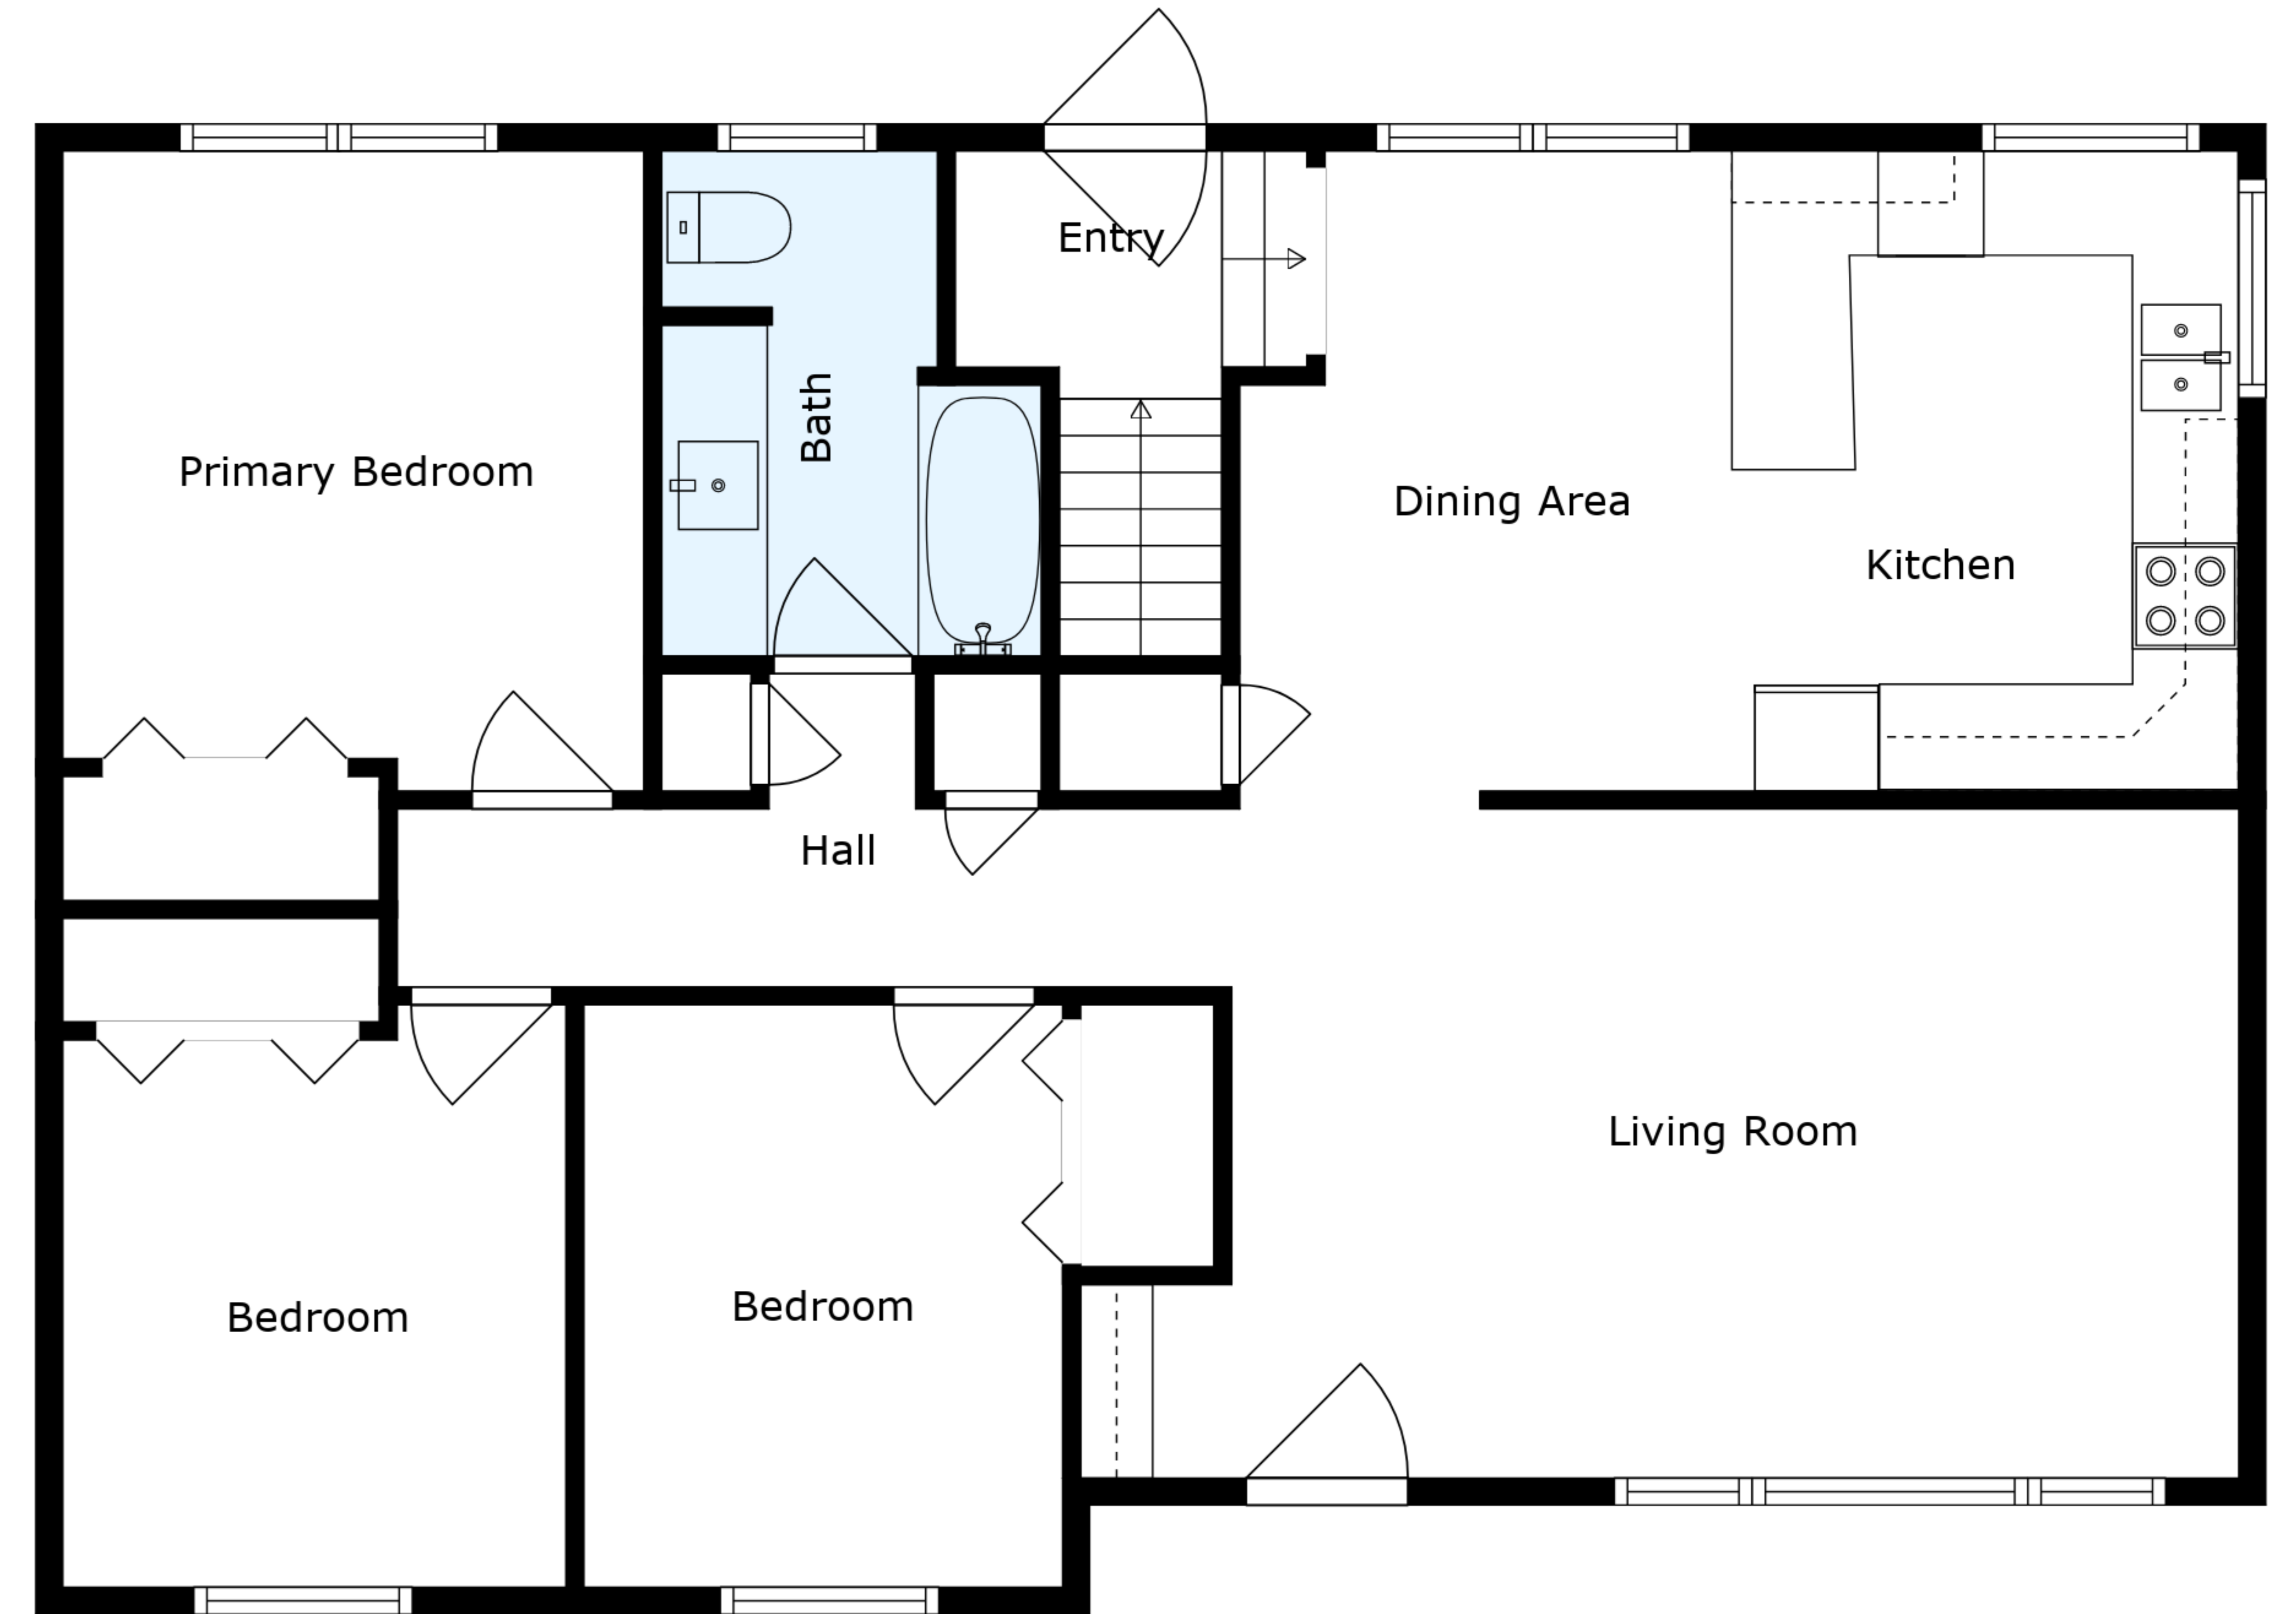 Entry
Bath
Primary Bedroom
Dining Area
Kitchen
Hall
Living Room
Bedroom
Bedroom